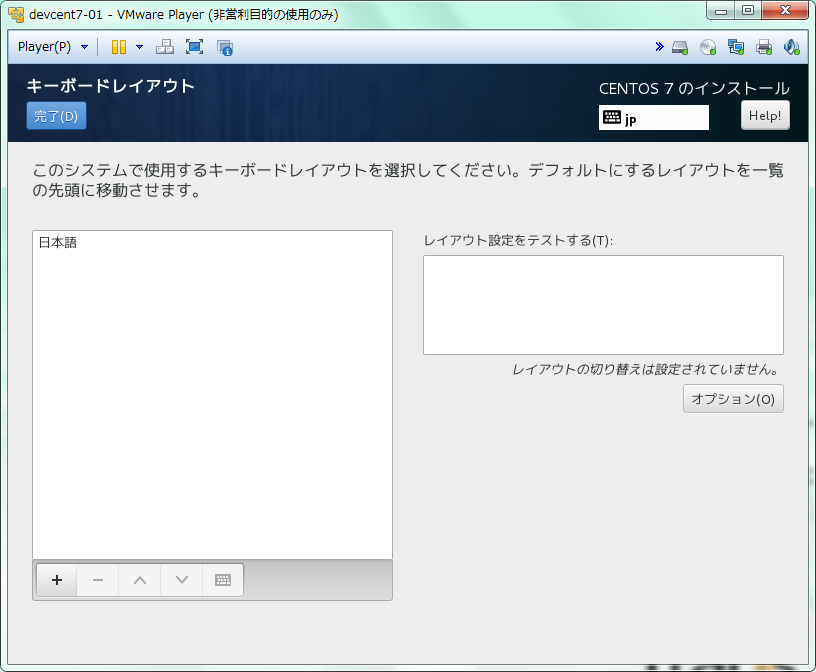 devcent7-01 - VMware Player (非営利目的の使用のみ)
Player(P)
キーボードレイアウト
CENTOS 7 のインストール
完了(D)
jp
Help!
このシステムで使用するキーボードレイアウトを選択してください。デフォルトにするレイアウトを一覧
の先頭に移動させます。
日本語
レイアウト設定をテストする(T):
レイアウトの切り替えは設定されていません。
オプション(O)